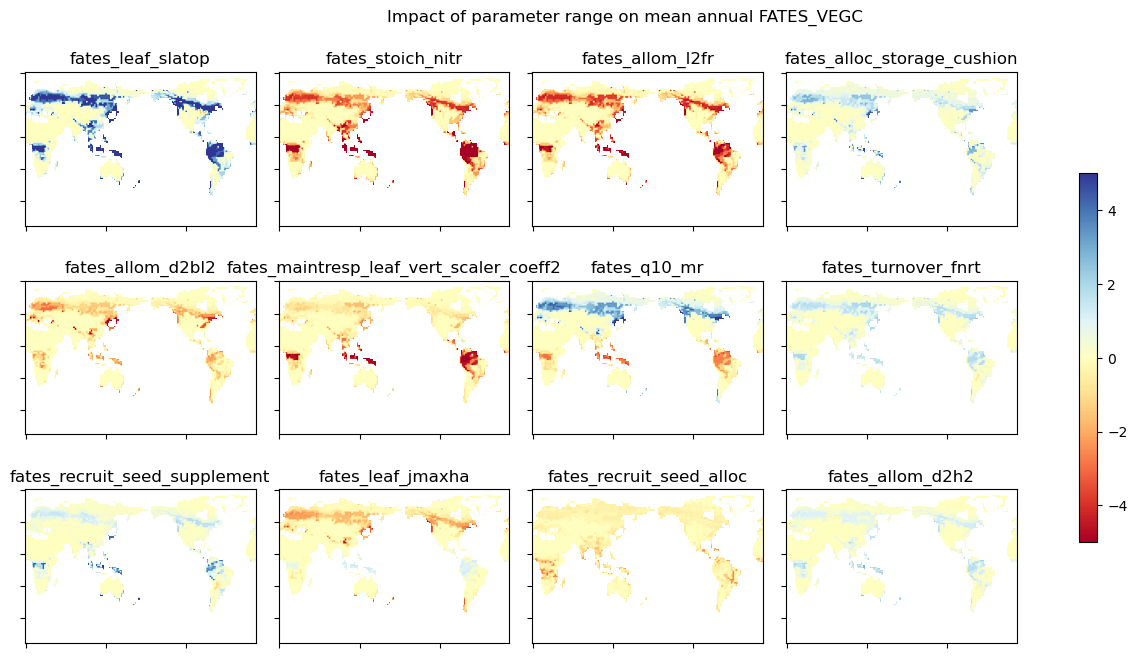 Impact of parameter range on mean annual FATES_VEGC
fates_leaf_slatop
fates_stoich_nitr
fates_allom_l2fr
fates_alloc_storage_cushion
fates_allom_d2bl2
fates_maintresp_leaf_vert_scaler_coeff2
fates_q10_mr
fates_turnover_fnrt
fates_recruit_seed_supplement
fates_leaf_jmaxha
fates_recruit_seed_alloc
fates_allom_d2h2
4
2
0
−2
−4